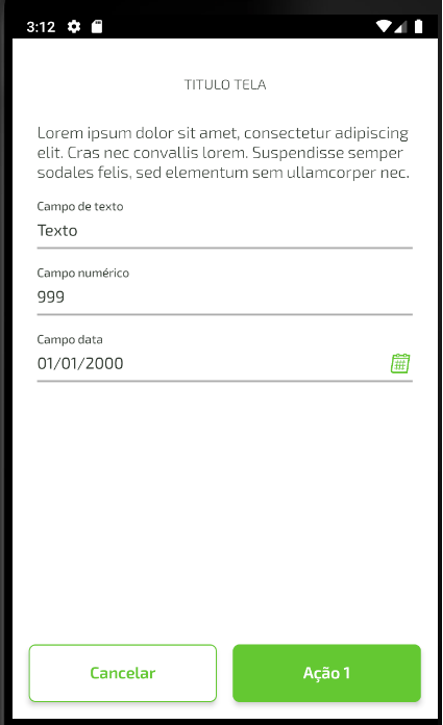 3:12
TITULO TELA
Lorem ipsum dolor sit amet, consectetur adipiscing
elit. Cras nec convallis lorem. Suspendisse semper
sodales felis, sed elementum sem ullamcorper nec.
Campo de texto
Texto
Campo numérico
999
Campo data
01/01/2000
Cancelar
Ação 1